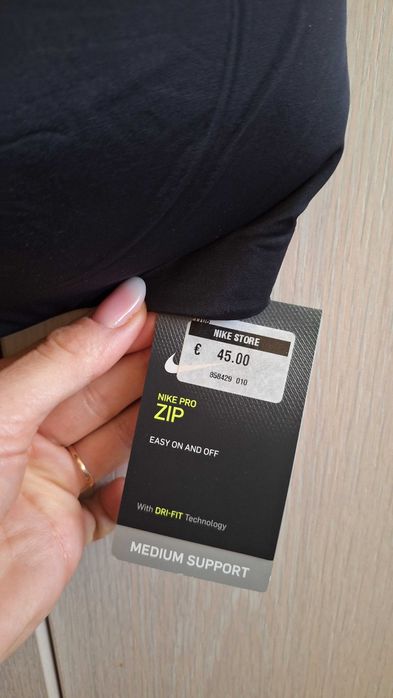 NIKE STORE
€ 45.00
858429 010
NIKE PRO
ZIP
EASY ON AND OFF
With DRI-FIT Technology
MEDIUM SUPPORT